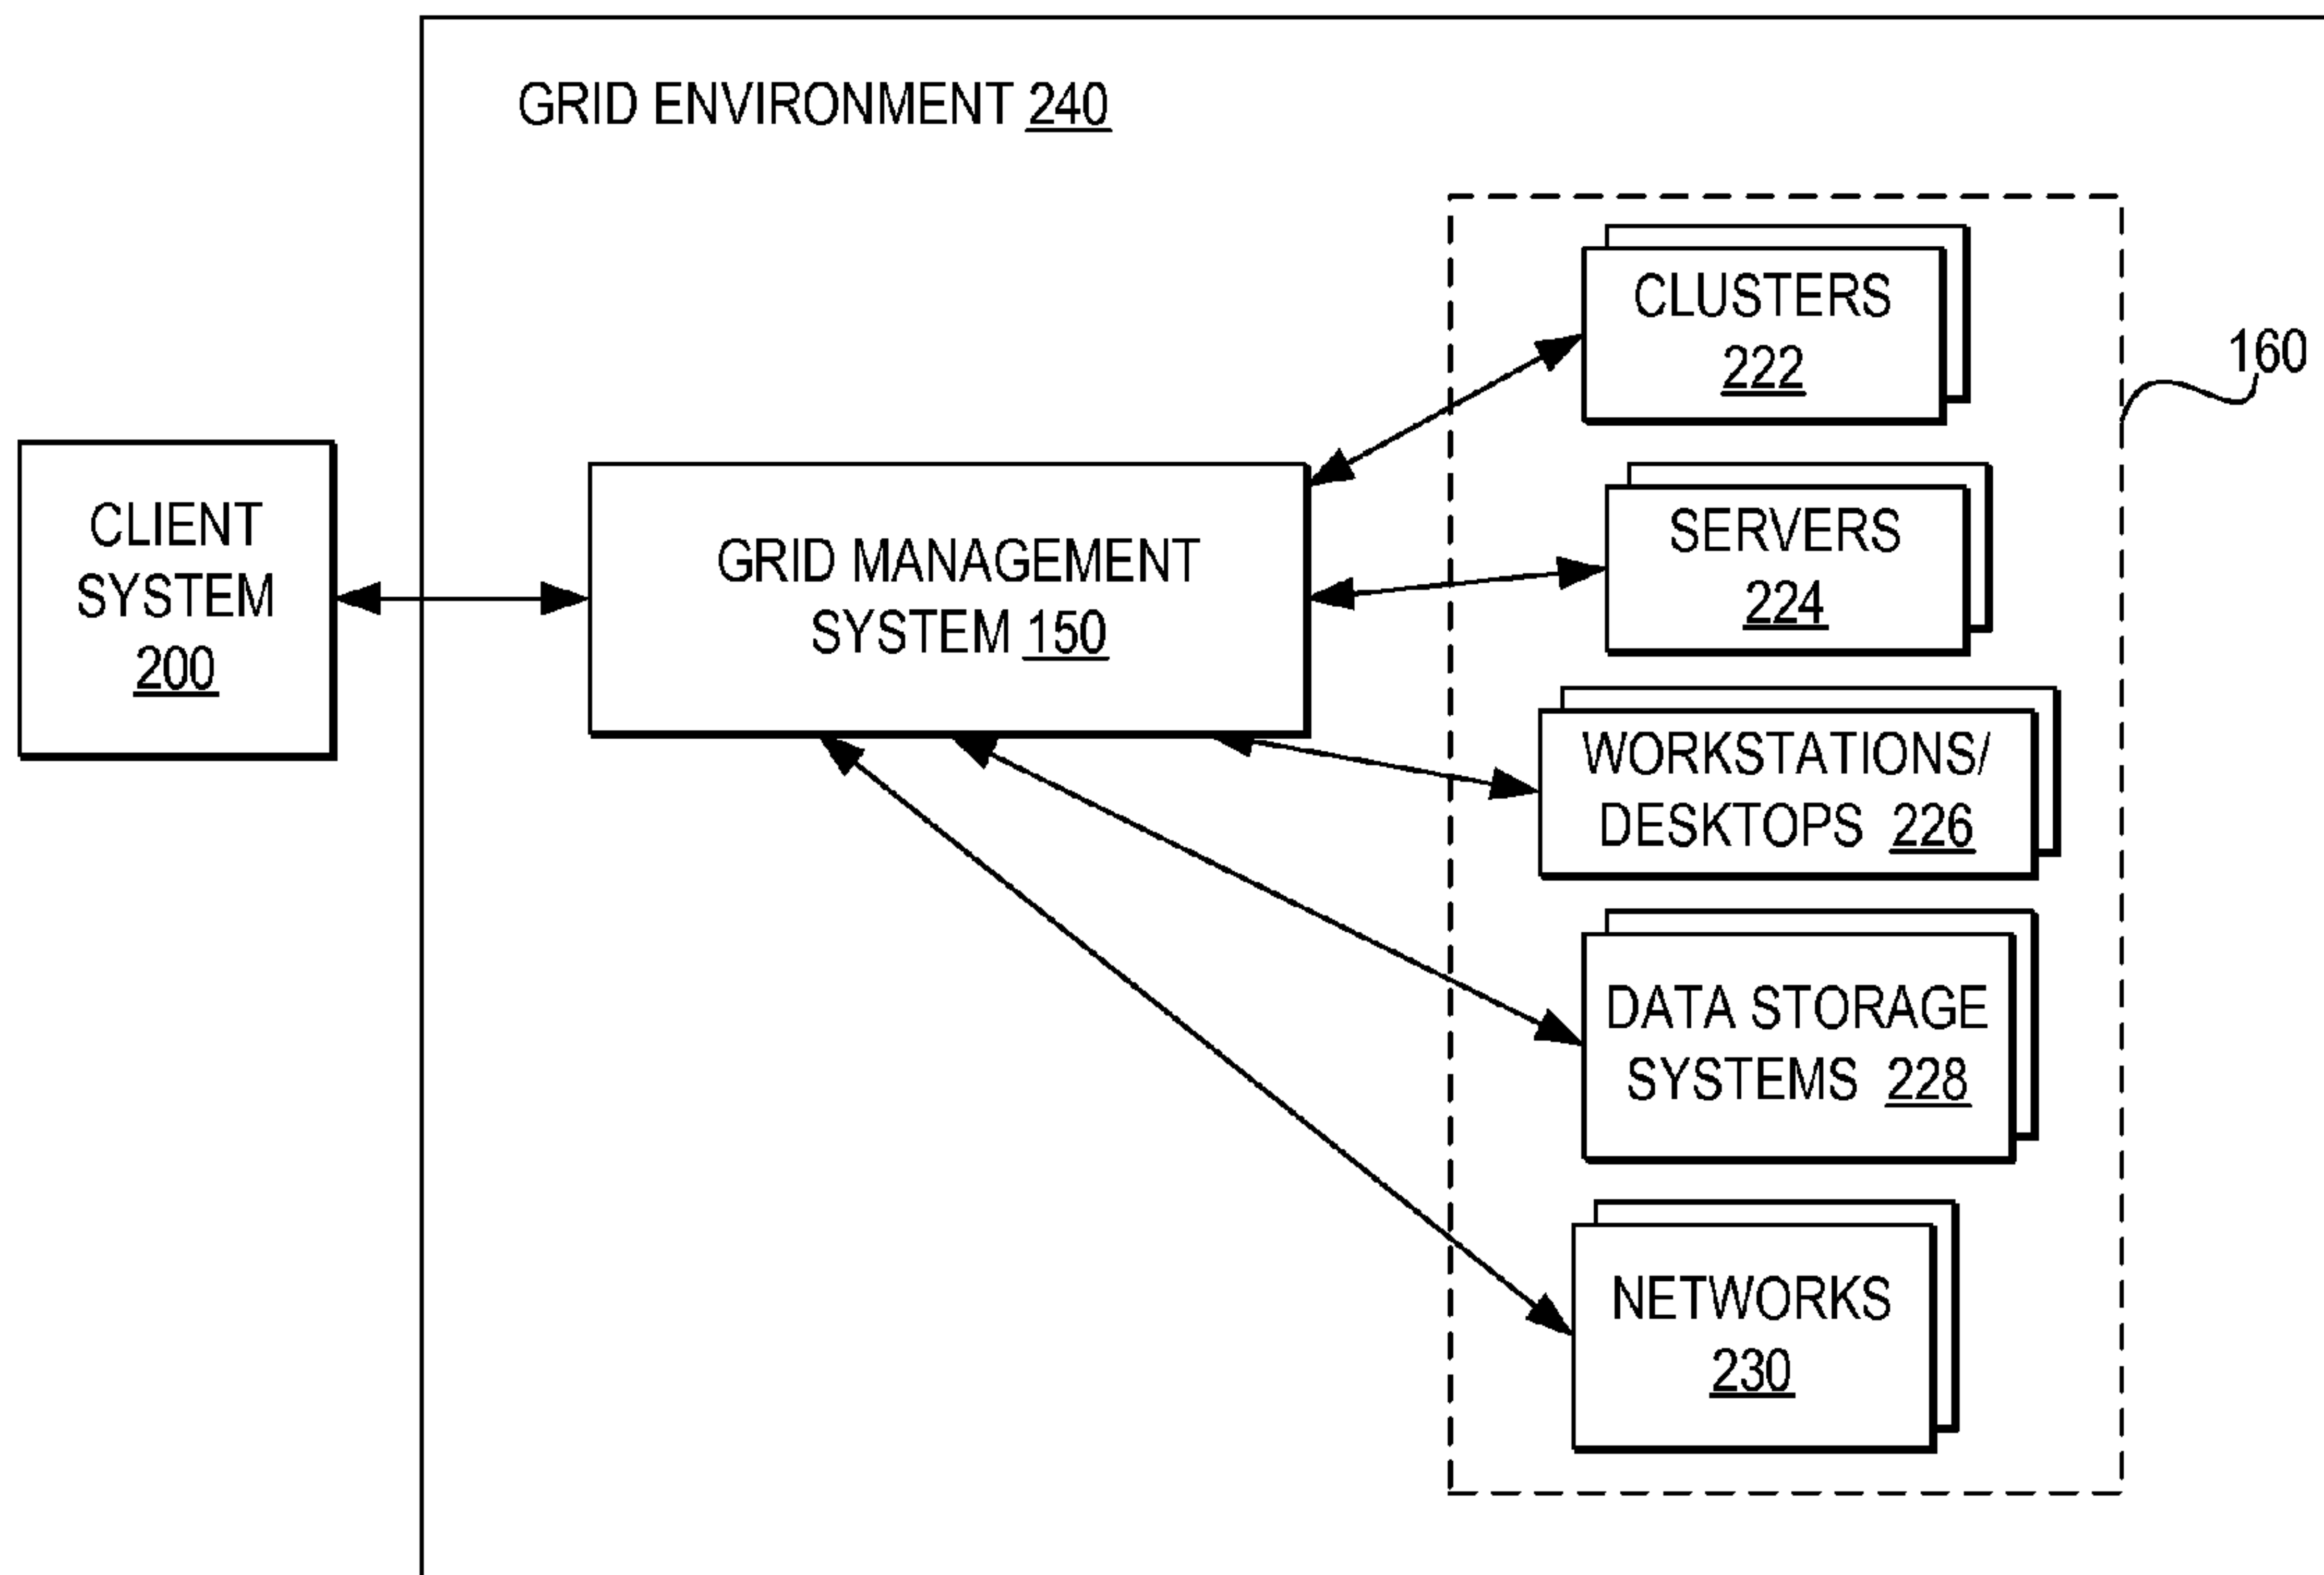 GRID ENVIRONMENT 240
CLIENT
SYSTEM
200
GRID MANAGEMENT
SYSTEM 150
CLUSTERS
222
160
SERVERS
224
WORKSTATIONS/
DESKTOPS 226
DATA STORAGE
SYSTEMS 228
NETWORKS
230